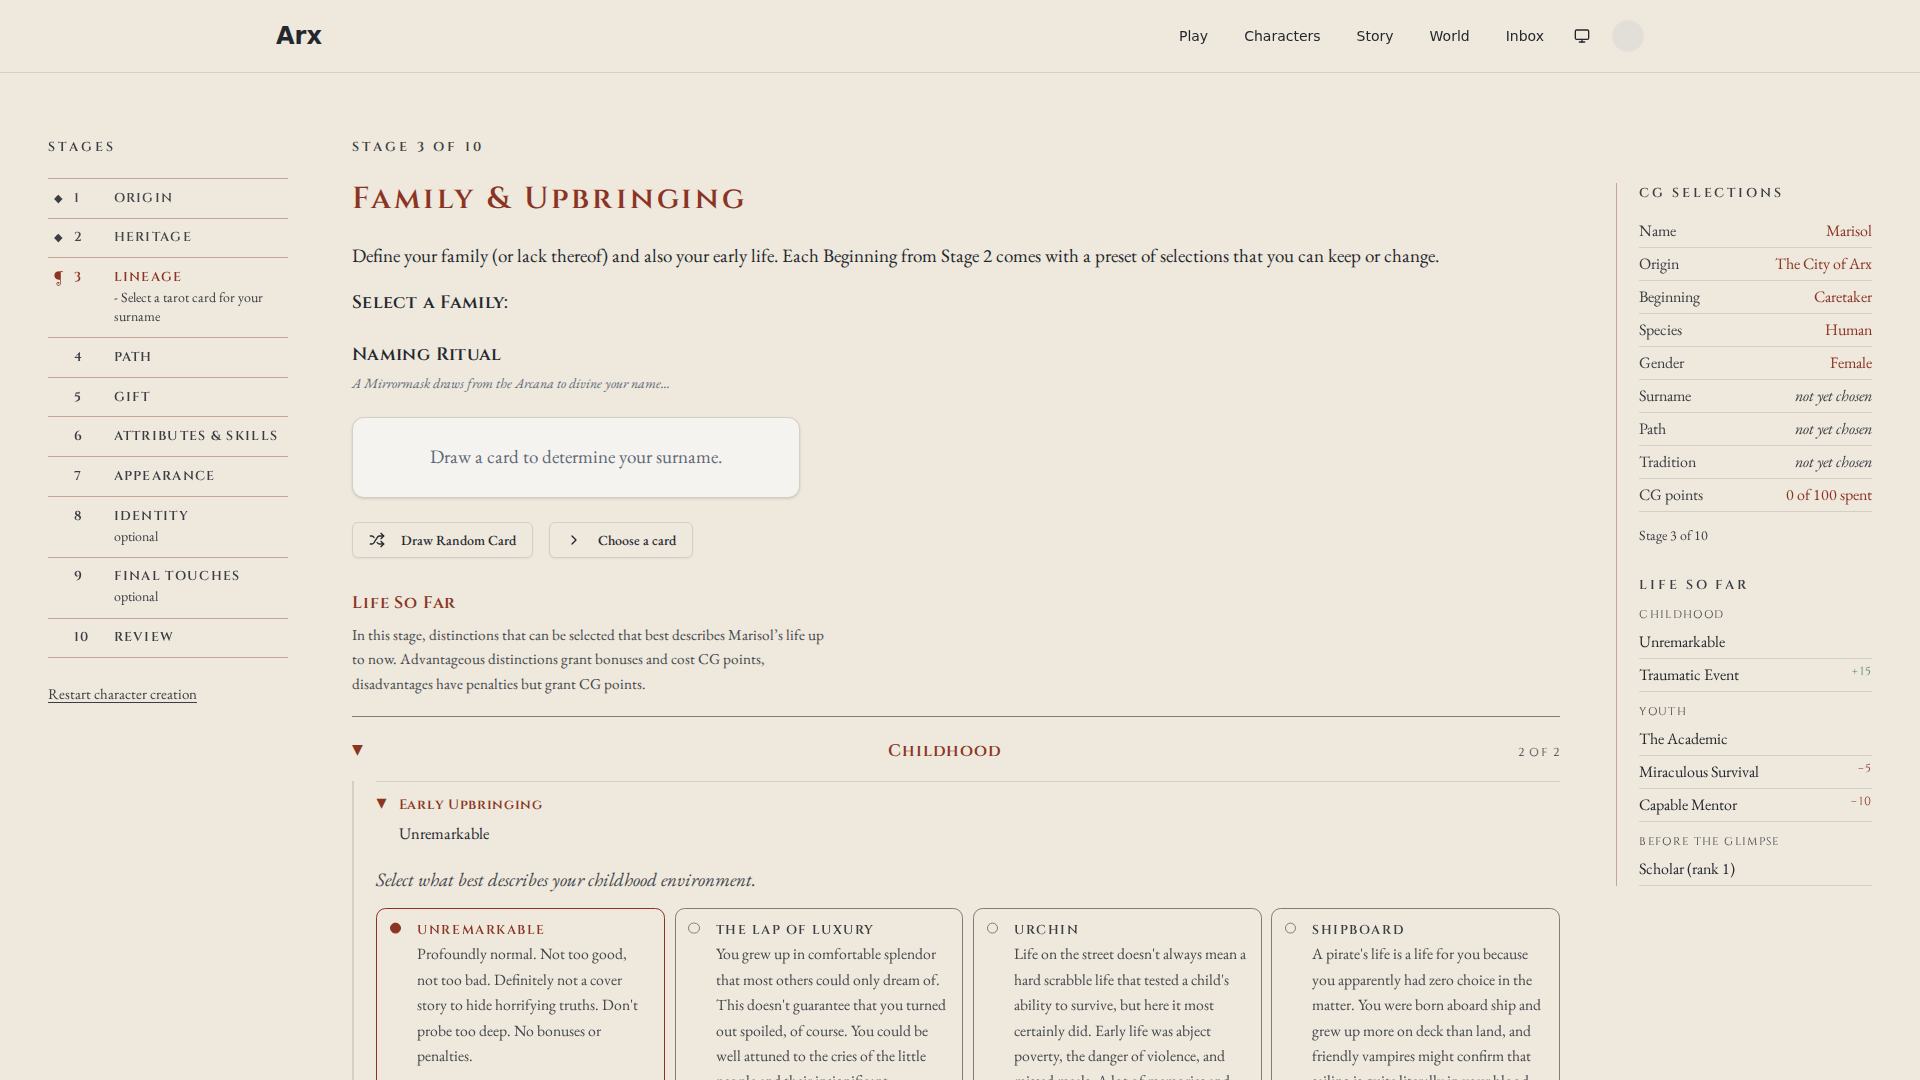 Arx
Play
Characters
Story
World
Inbox
STAGES
◆ 1 ORIGIN
◆ 2 HERITAGE
¶ 3 LINEAGE
- Select a tarot card for your
surname
4 PATH
5 GIFT
6 ATTRIBUTES & SKILLS
7 APPEARANCE
8 IDENTITY
optional
9 FINAL TOUCHES
optional
10 REVIEW
Restart character creation
STAGE 3 OF 10
Family & Upbringing
Define your family (or lack thereof) and also your early life. Each Beginning from Stage 2 comes with a preset of selections that you can keep or change.
Select a Family:
Naming Ritual
A Mirrormask draws from the Arcana to divine your name...
Draw a card to determine your surname.
Draw Random Card
Choose a card
Life So Far
In this stage, distinctions that can be selected that best describes Marisol’s life up
to now. Advantageous distinctions grant bonuses and cost CG points,
disadvantages have penalties but grant CG points.
▼ Childhood 2 OF 2
▼ Early Upbringing
Unremarkable
Select what best describes your childhood environment.
UNREMARKABLE
Profoundly normal. Not too good,
not too bad. Definitely not a cover
story to hide horrifying truths. Don't
probe too deep. No bonuses or
penalties.
THE LAP OF LUXURY
You grew up in comfortable splendor
that most others could only dream of.
This doesn't guarantee that you turned
out spoiled, of course. You could be
well attuned to the cries of the little
URCHIN
Life on the street doesn't always mean a
hard scrabble life that tested a child's
ability to survive, but here it most
certainly did. Early life was abject
poverty, the danger of violence, and
SHIPBOARD
A pirate's life is a life for you because
you apparently had zero choice in the
matter. You were born aboard ship and
grew up more on deck than land, and
friendly vampires might confirm that
CG SELECTIONS
Name Marisol
Origin The City of Arx
Beginning Caretaker
Species Human
Gender Female
Surname not yet chosen
Path not yet chosen
Tradition not yet chosen
CG points 0 of 100 spent
Stage 3 of 10
LIFE SO FAR
CHILDHOOD
Unremarkable
Traumatic Event +15
YOUTH
The Academic
Miraculous Survival −5
Capable Mentor −10
BEFORE THE GLIMPSE
Scholar (rank 1)